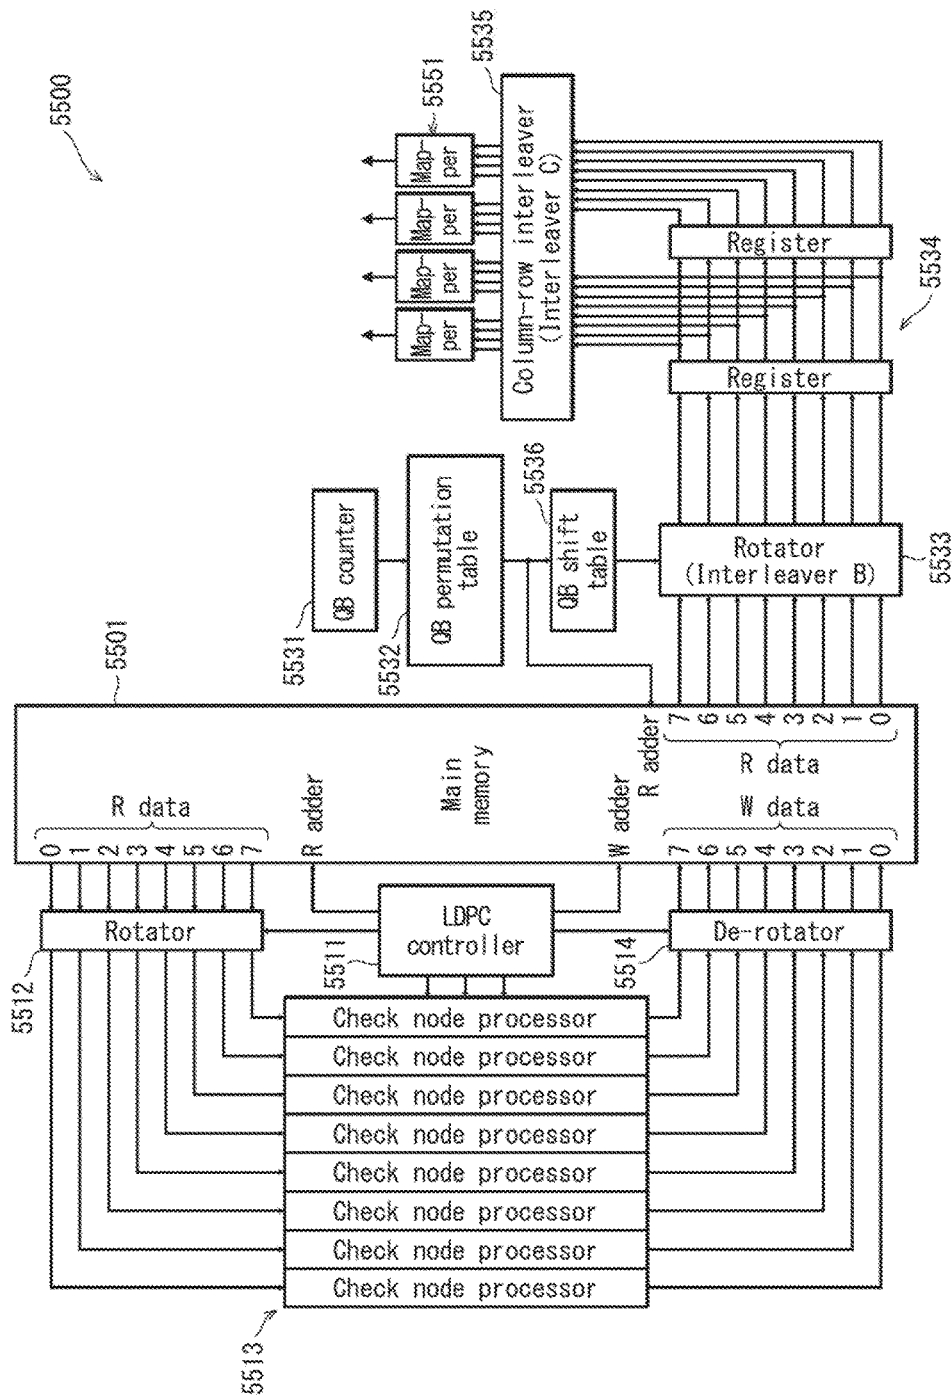 5500
5501
R data
0
1
2
3
4
5
6
7
R adder
Main
memory
W adder
R adder
W data
7
6
5
4
3
2
1
0
R data
7
6
5
4
3
2
1
0
Rotator
5512
LDPC
controller
5511
De-rotator
5514
Check node processor
Check node processor
Check node processor
Check node processor
Check node processor
Check node processor
Check node processor
Check node processor
5513
QB counter
5531
QB permutation
table
5532
QB shift
table
5536
Rotator
(Interleaver B)
5533
Register
Register
5534
Column-row interleaver
(Interleaver C)
5535
Map-
per
Map-
per
Map-
per
Map-
per
5551